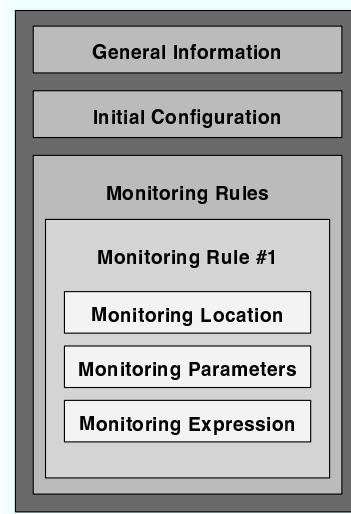 General Information
Initial Configuration
Monitoring Rules
Monitoring Rule #1
Monitoring Location
Monitoring Parameters
Monitoring Expression